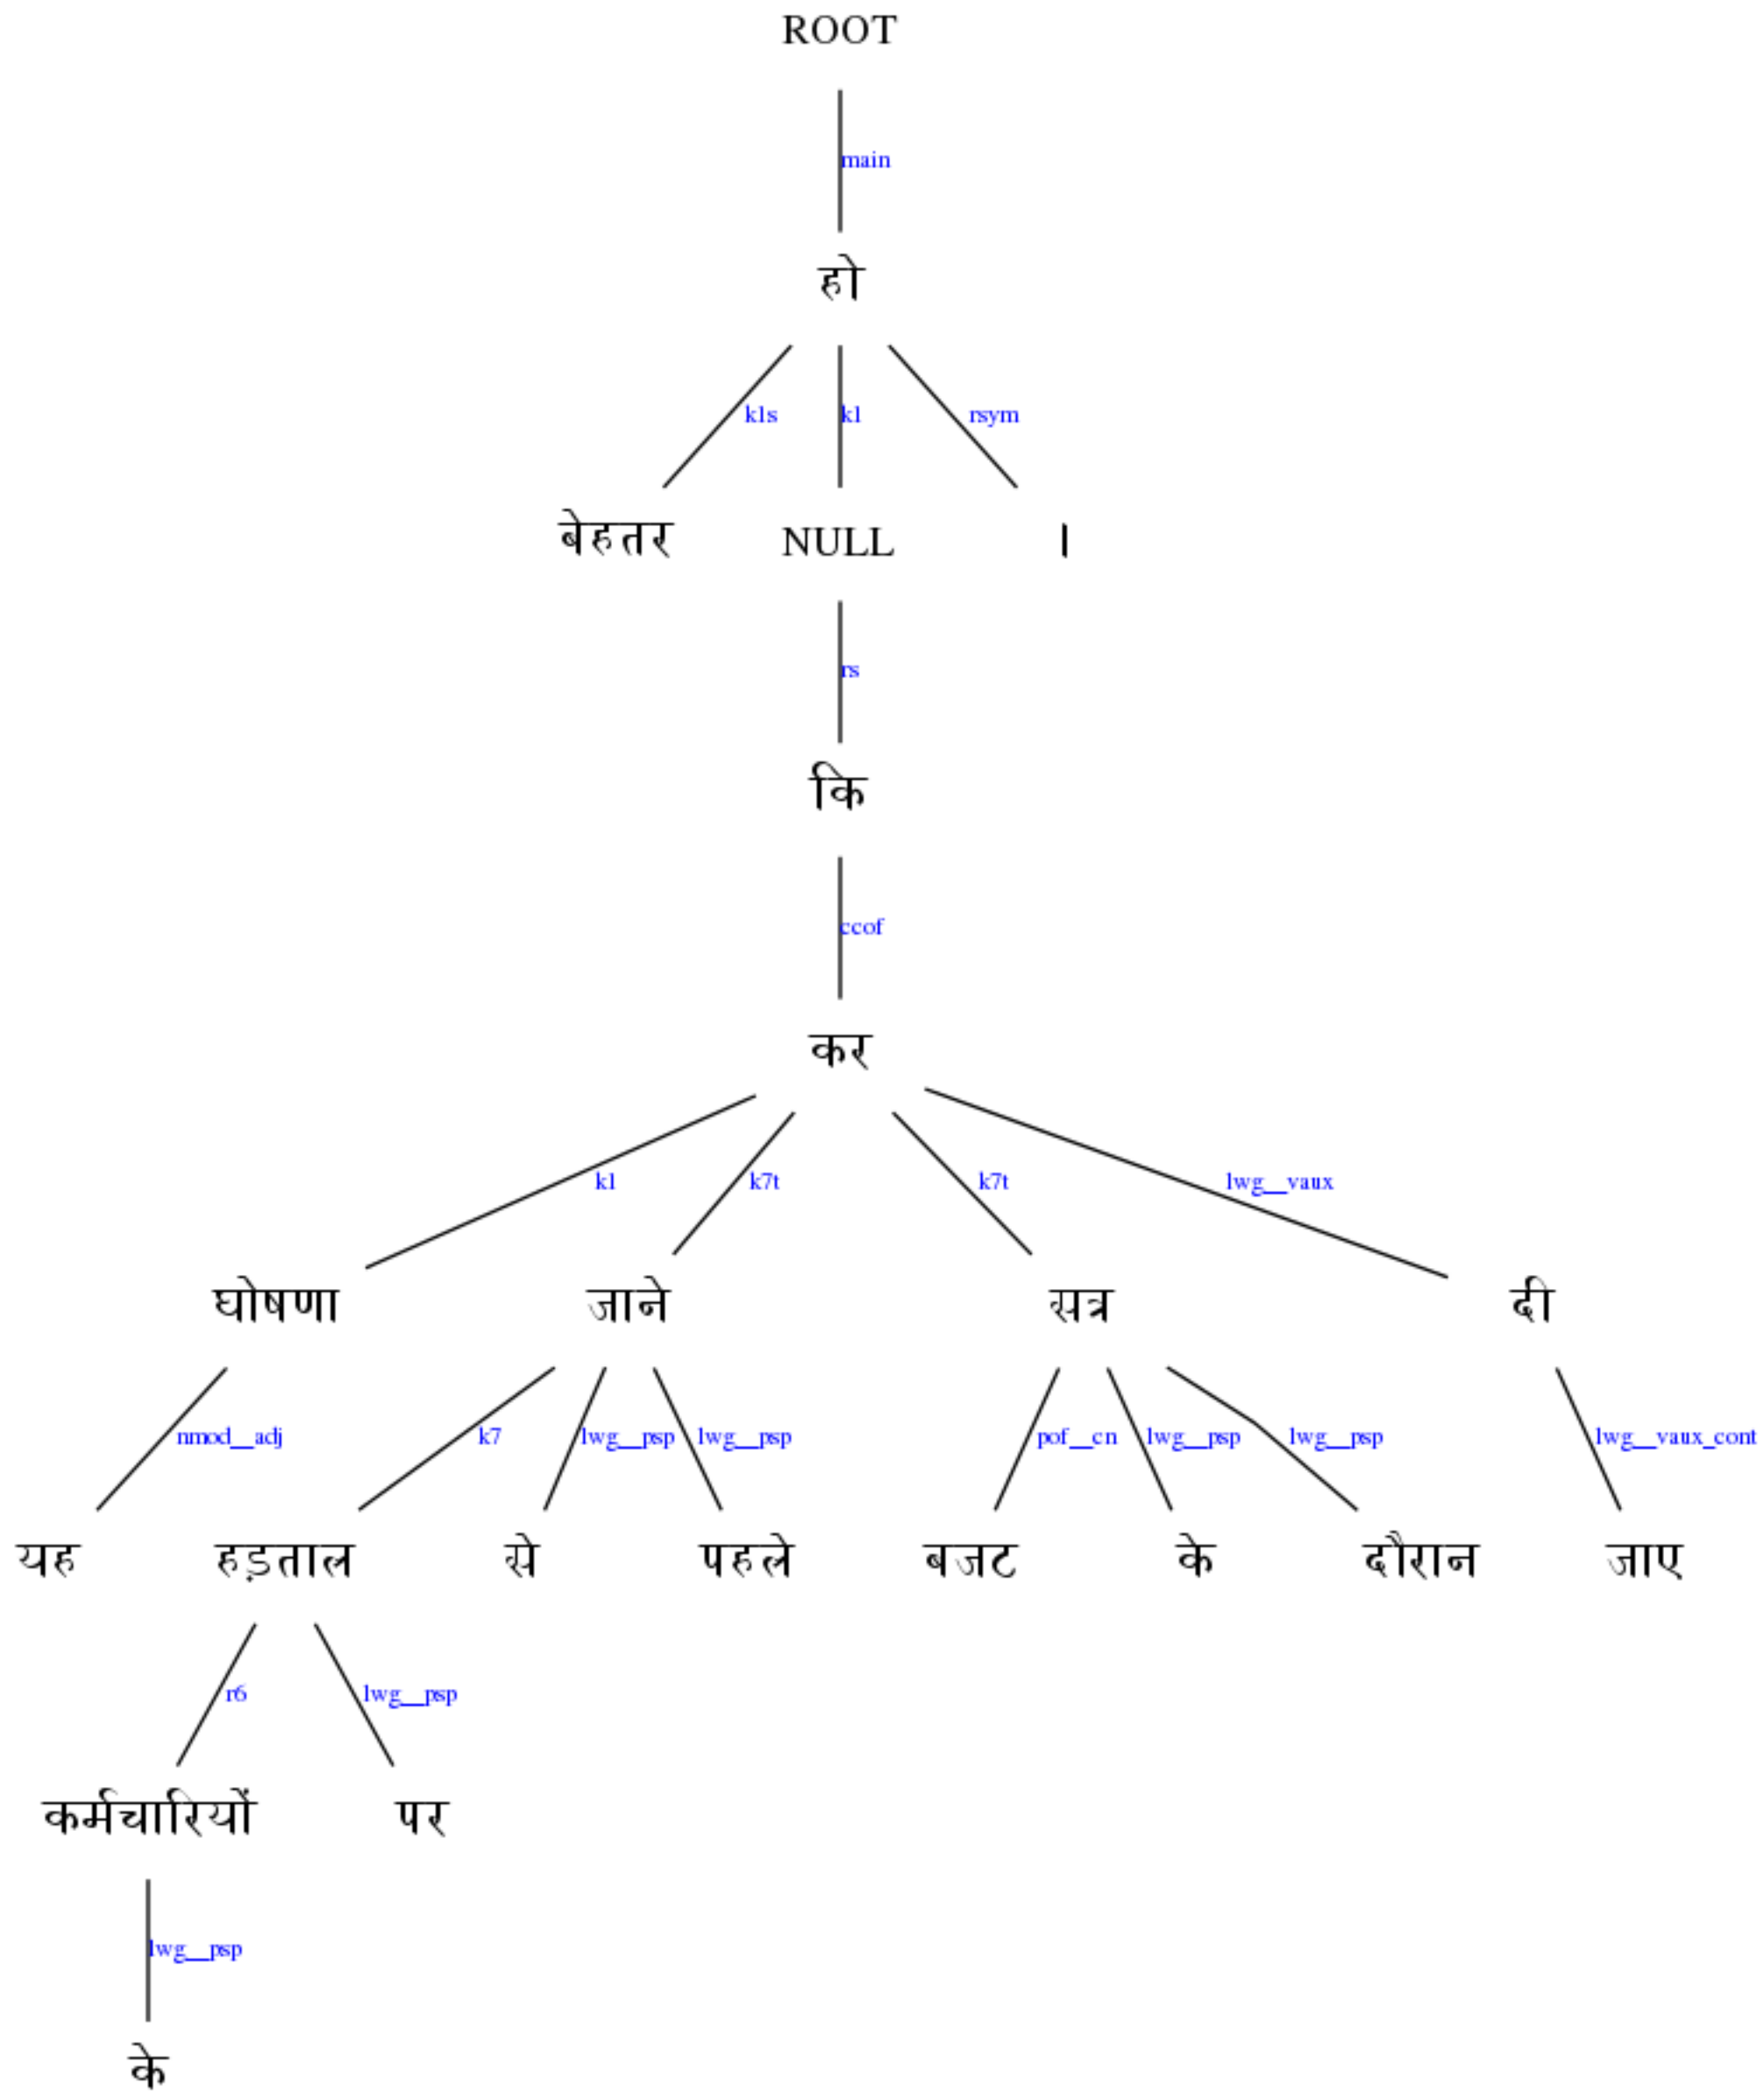 ROOT
main
हो
k1s k1 rsym
बेहतर NULL ।
rs
कि
ccof
कर
k1 k7t k7t lwg__vaux
घोषणा जाने सत्र दी
nmod__adj k7 lwg__psp lwg__psp pof__cn lwg__psp lwg__psp lwg__vaux_cont
यह हड़ताल से पहले बजट के दौरान जाए
r6 lwg__psp
कर्मचारियों पर
lwg__psp
के